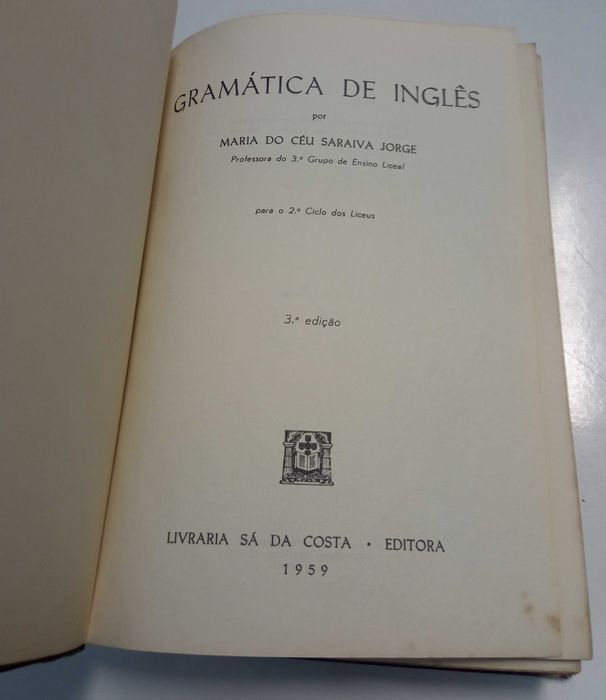 GRAMÁTICA DE INGLÊS
por
MARIA DO CÉU SARAIVA JORGE
Professora do 3.º Grupo de Ensino Liceal
para o 2.º Ciclo dos Liceus
3.ª edição
LIVRARIA SÁ DA COSTA • EDITORA
1959